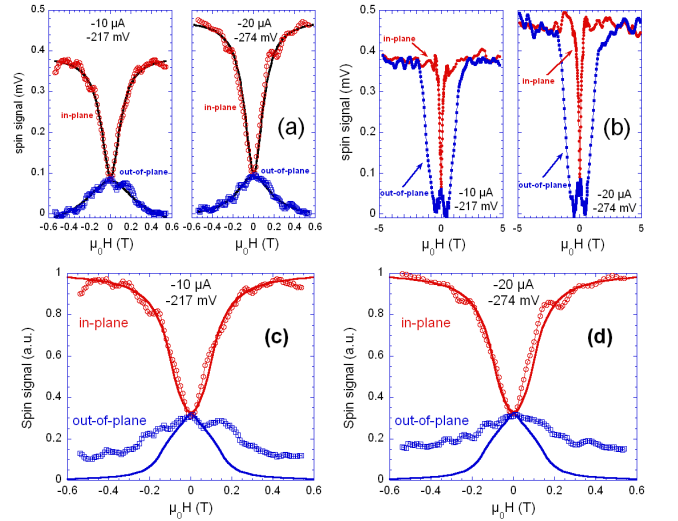 -10 µA
-217 mV
-20 µA
-274 mV
in-plane
in-plane
out-of-plane
out-of-plane
(a)
spin signal (mV)
0.5
0.4
0.3
0.2
0.1
0
-0.6 -0.4 -0.2 0 0.2 0.4 0.6
-0.6 -0.4 -0.2 0 0.2 0.4 0.6
µ0H (T)
µ0H (T)
in-plane
in-plane
out-of-plane
out-of-plane
-10 µA
-217 mV
-20 µA
-274 mV
(b)
spin signal (mV)
0.5
0.4
0.3
0.2
0.1
0
-5 0 5
-5 0 5
µ0H (T)
µ0H (T)
-10 µA
-217 mV
in-plane
(c)
out-of-plane
Spin signal (a.u.)
1
0.8
0.6
0.4
0.2
0
-0.6 -0.4 -0.2 0 0.2 0.4 0.6
µ0H (T)
-20 µA
-274 mV
in-plane
(d)
out-of-plane
Spin signal (a.u.)
1
0.8
0.6
0.4
0.2
0
-0.6 -0.4 -0.2 0 0.2 0.4 0.6
µ0H (T)